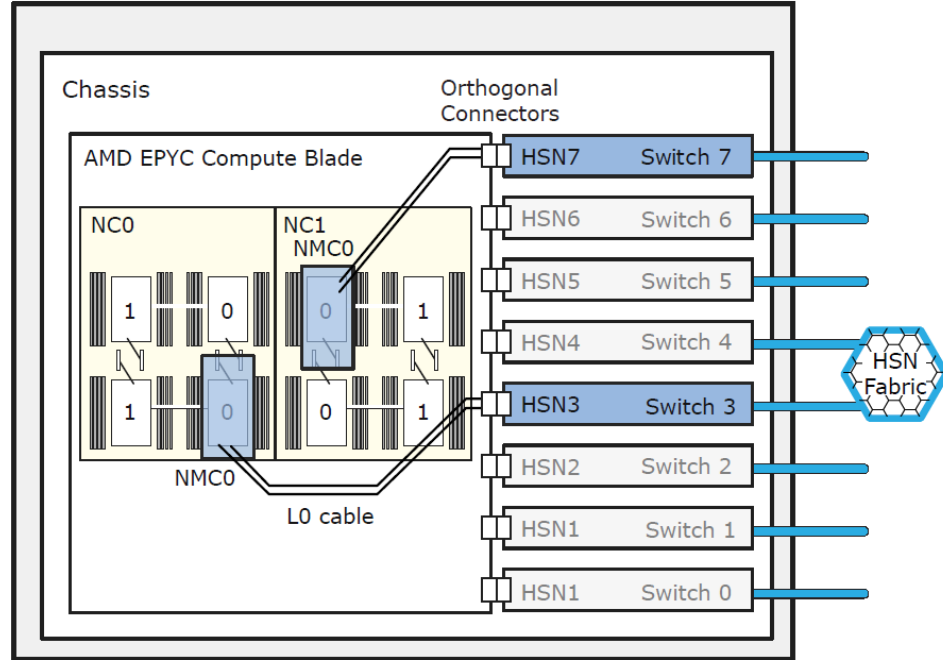 Chassis
Orthogonal
Connectors
AMD EPYC Compute Blade
HSN7 Switch 7
HSN6 Switch 6
HSN5 Switch 5
HSN4 Switch 4
HSN3 Switch 3
HSN2 Switch 2
HSN1 Switch 1
HSN1 Switch 0
NC0
NC1
NMC0
1 0 0 1
1 0 0 1
NMC0
L0 cable
HSN
Fabric